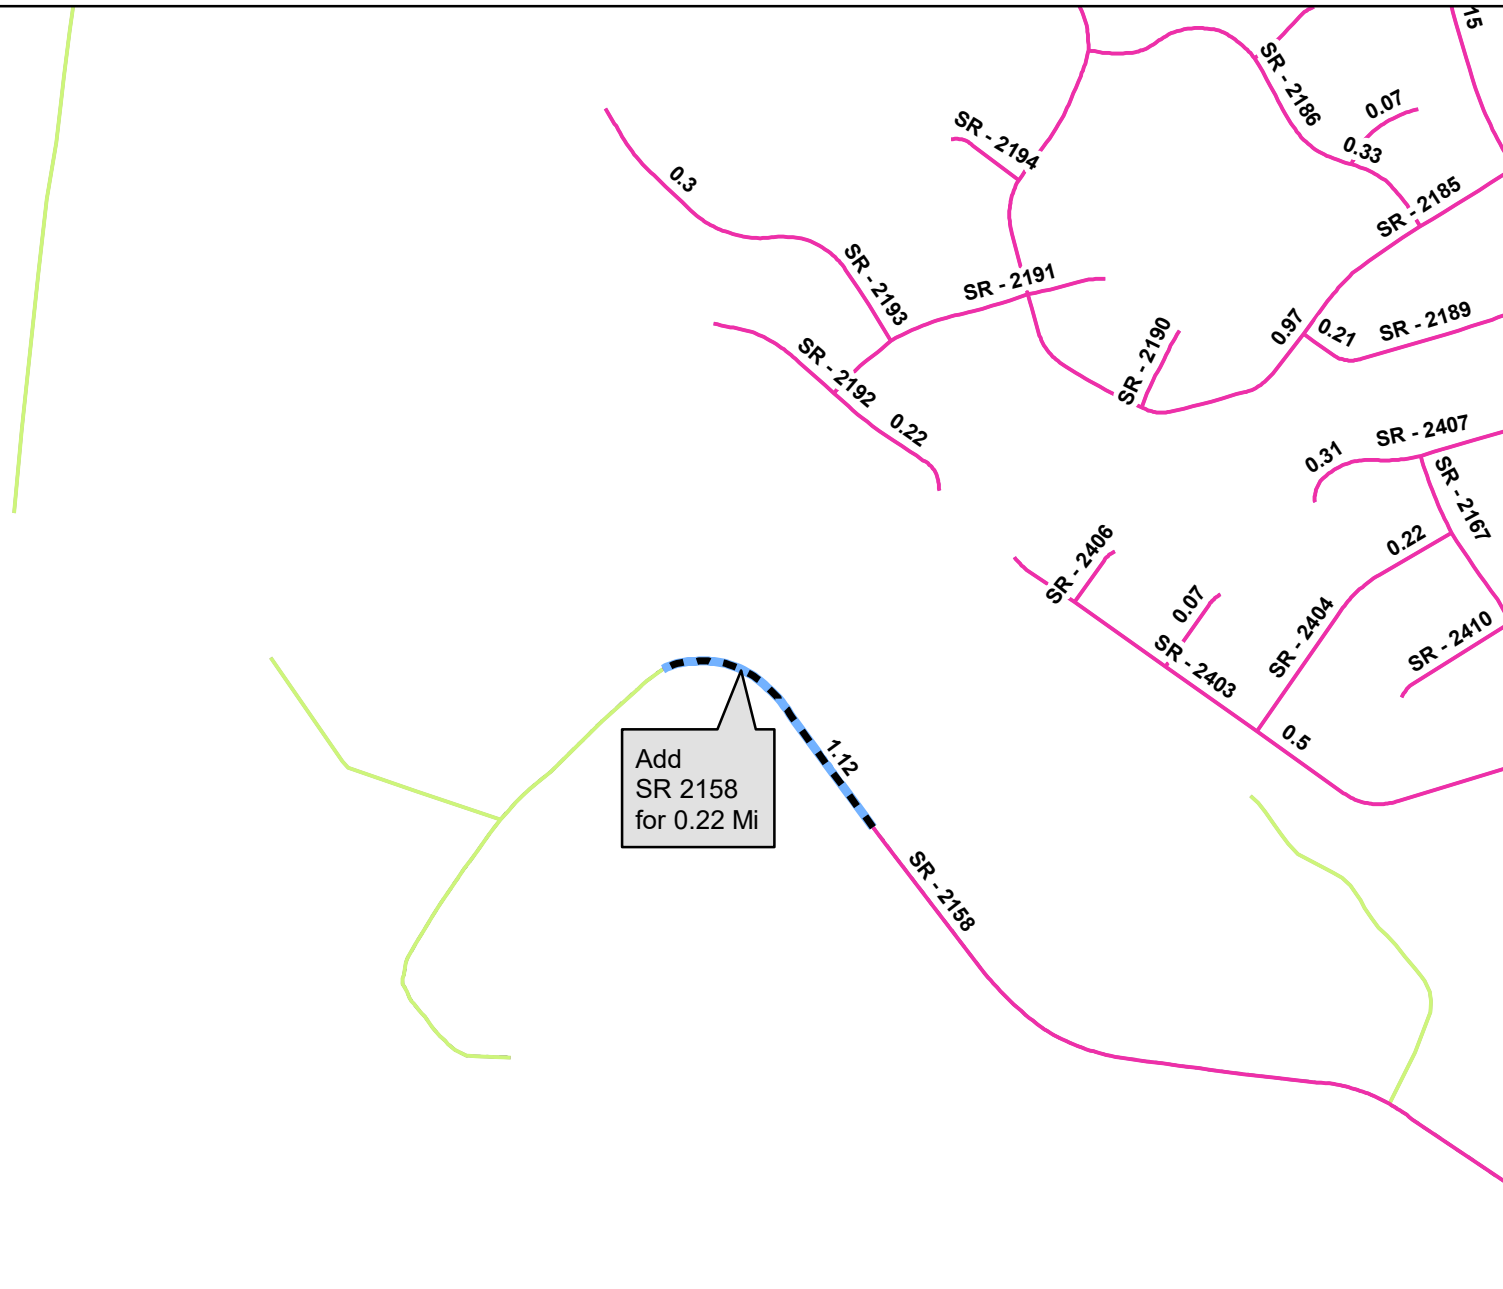 15
SR - 2186
0.07
SR - 2194
0.33
0.3
SR - 2185
SR - 2193
SR - 2191
0.97
0.21
SR - 2189
SR - 2190
SR - 2192
0.22
SR - 2407
0.31
SR - 2167
0.22
SR - 2406
0.07
SR - 2404
SR - 2410
SR - 2403
0.5
1.12
Add
SR 2158
for 0.22 Mi
SR - 2158